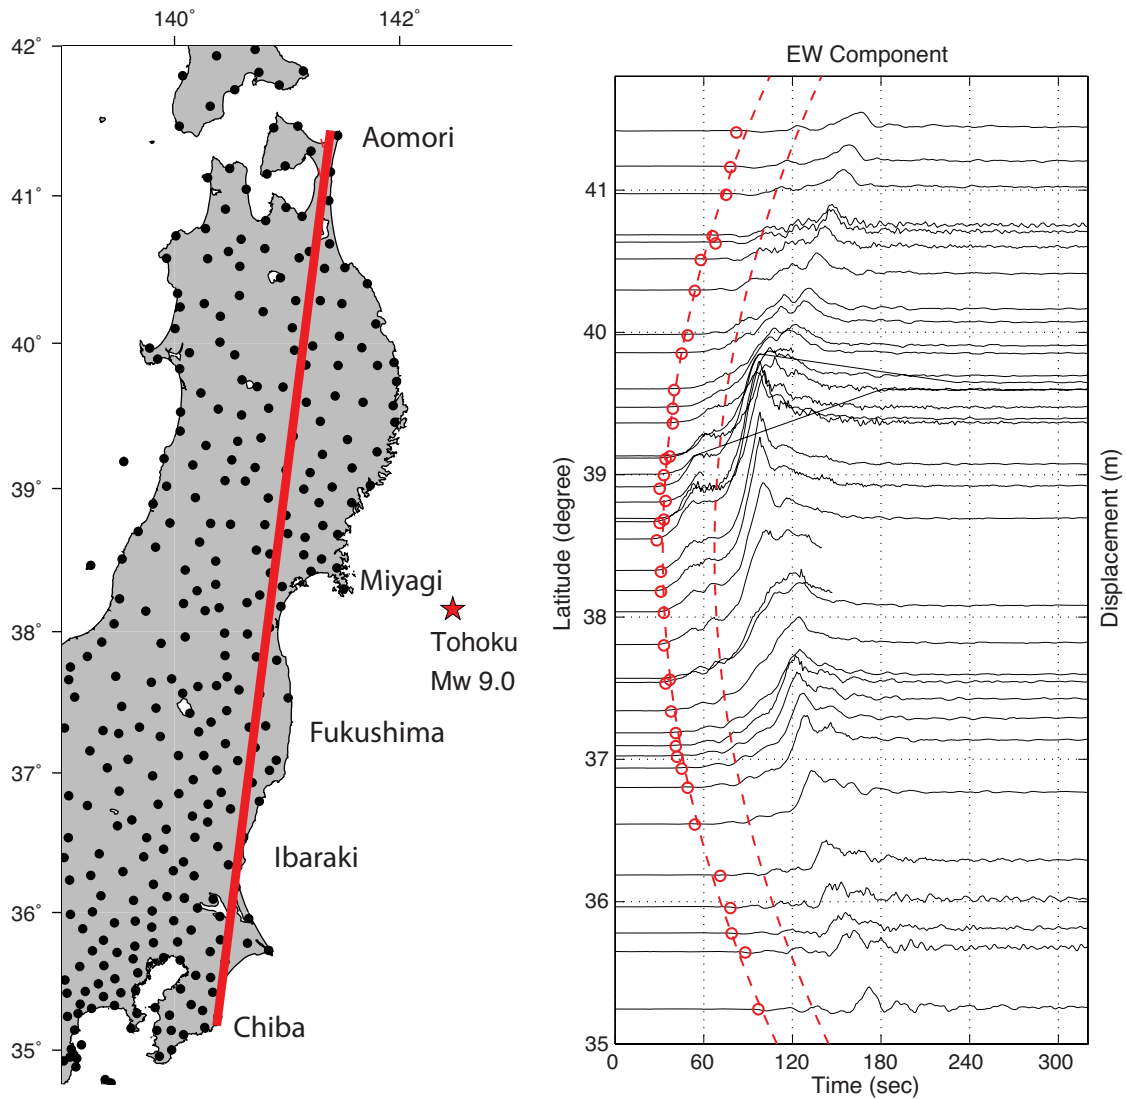 140˚ 142˚
42˚
41˚
40˚
39˚
38˚
37˚
36˚
35˚
Aomori
Miyagi
Tohoku
Mw 9.0
Fukushima
Ibaraki
Chiba
EW Component
41
40
39
38
37
36
35
Latitude (degree)
Displacement (m)
0 60 120 180 240 300
Time (sec)